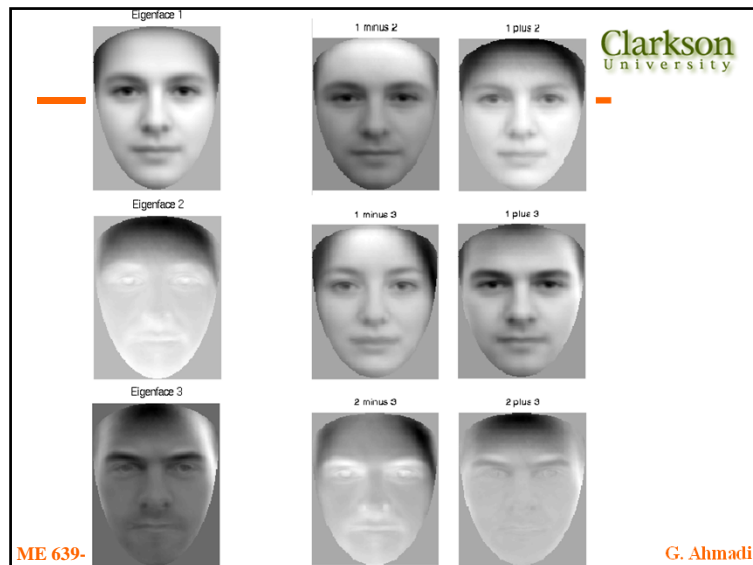 Eigenface 1
1 minus 2
1 plus 2
Clarkson
University
Eigenface 2
1 minus 3
1 plus 3
Eigenface 3
2 minus 3
2 plus 3
ME 639-
G. Ahmadi